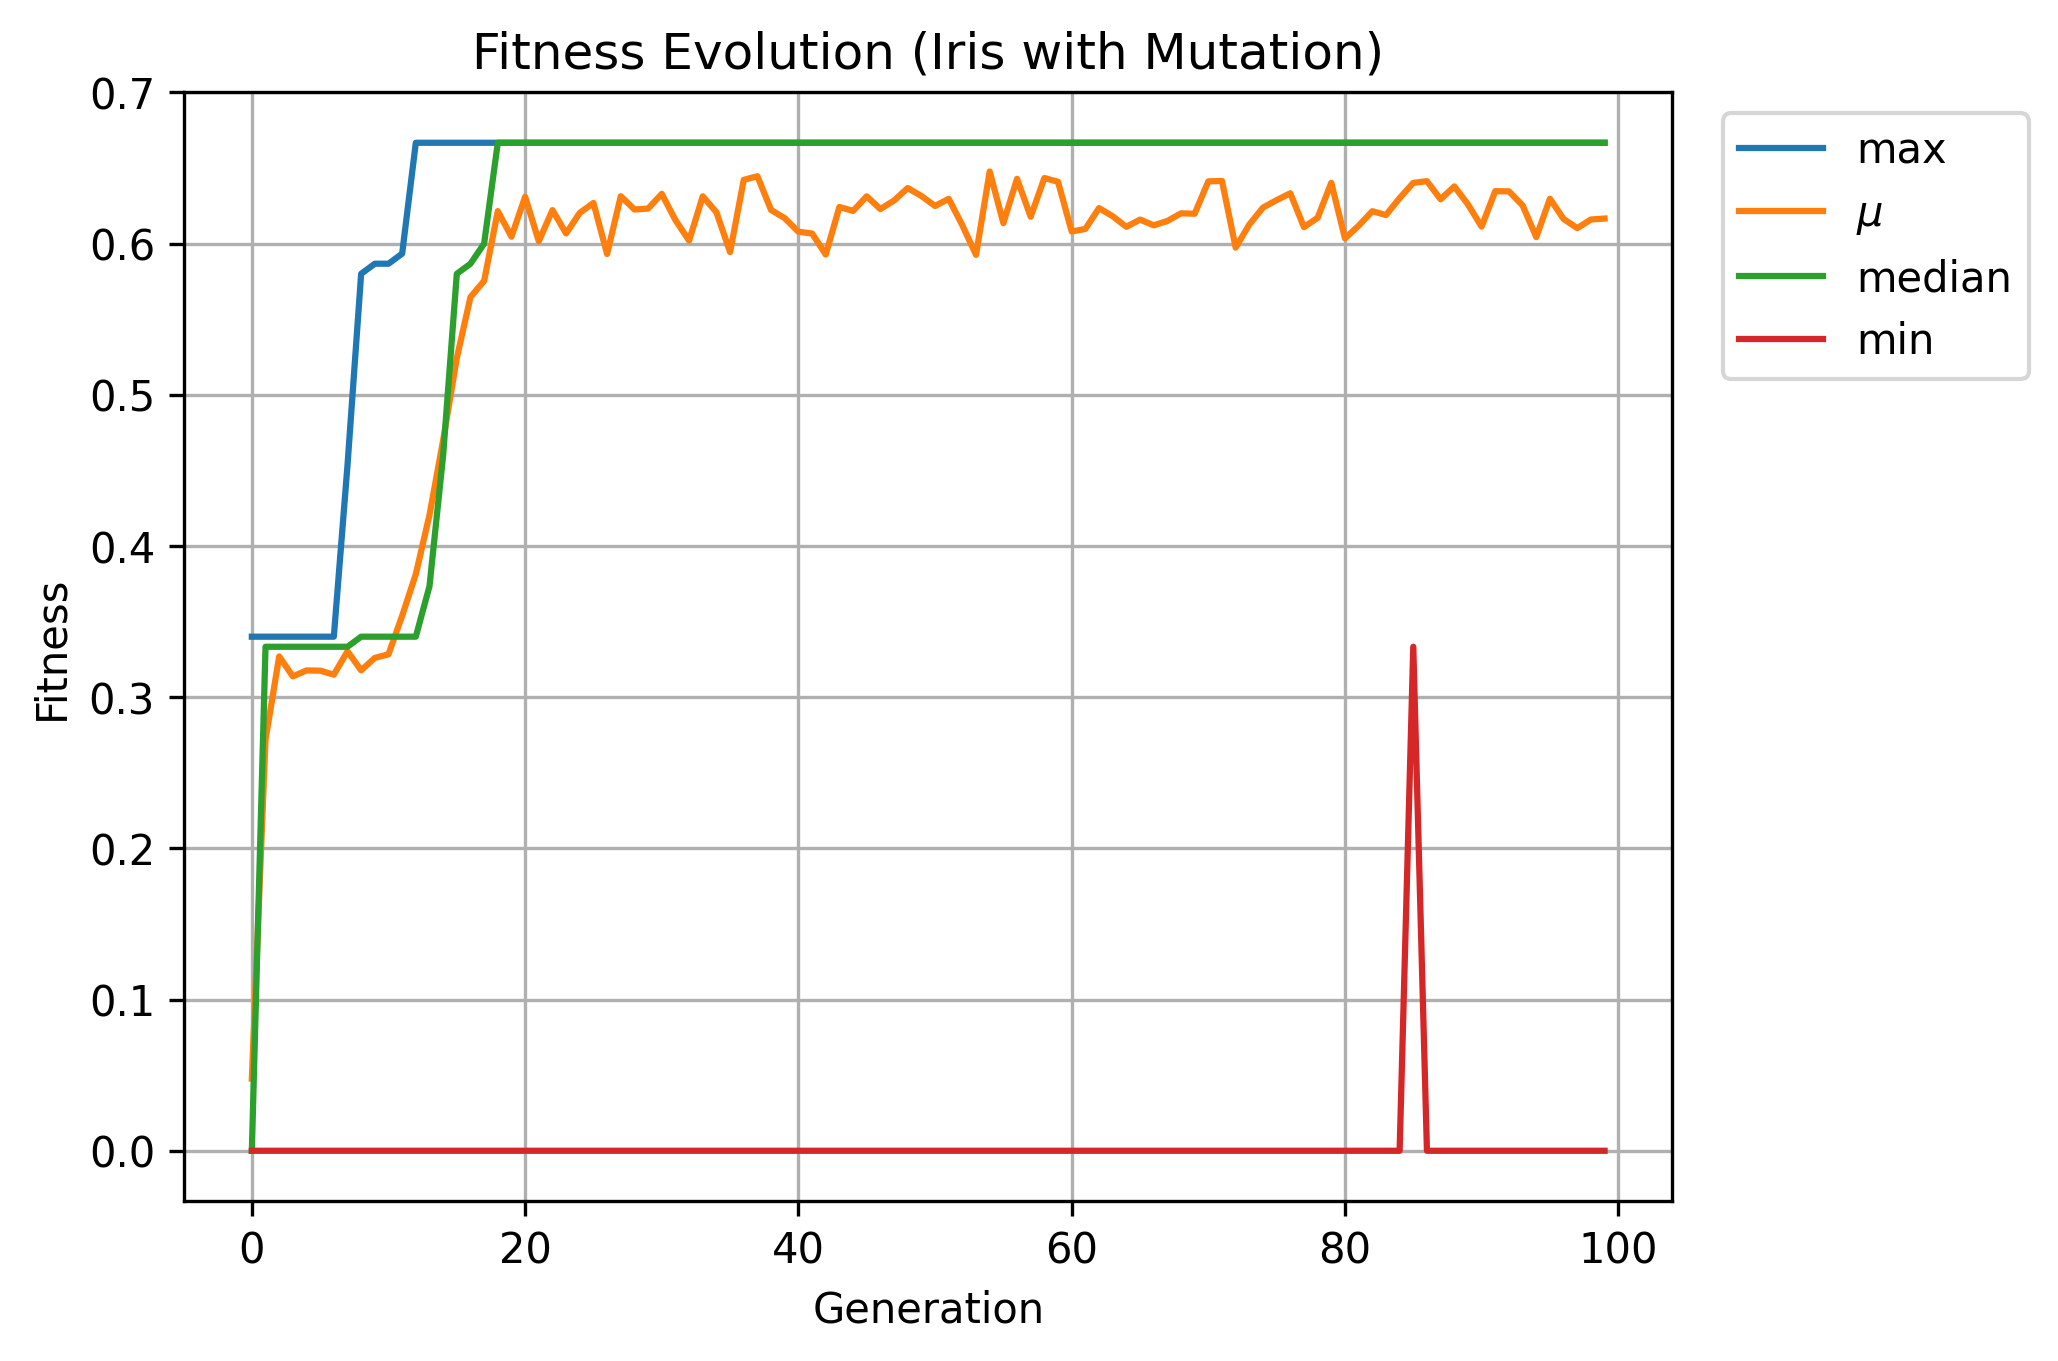 Fitness Evolution (Iris with Mutation)
0.7
0.6
0.5
0.4
0.3
0.2
0.1
0.0
Fitness
0 20 40 60 80 100
Generation
max
μ
median
min